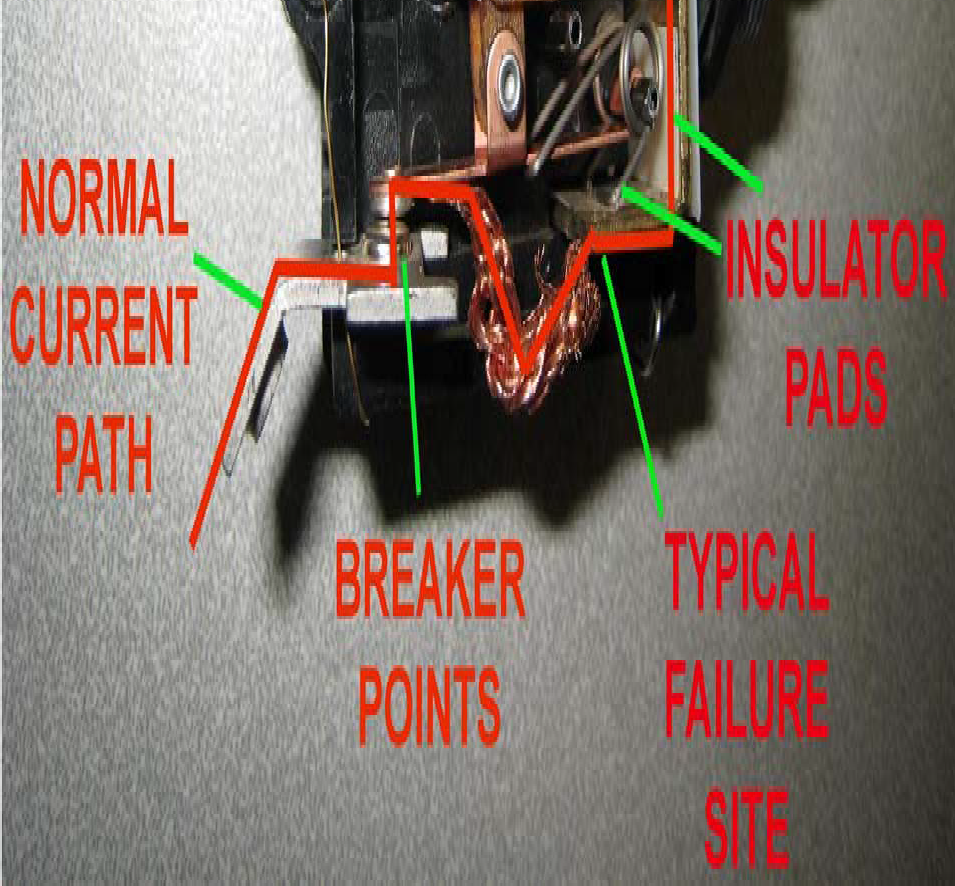 NORMAL
CURRENT
PATH
INSULATOR
PADS
BREAKER
POINTS
TYPICAL
FAILURE
SITE